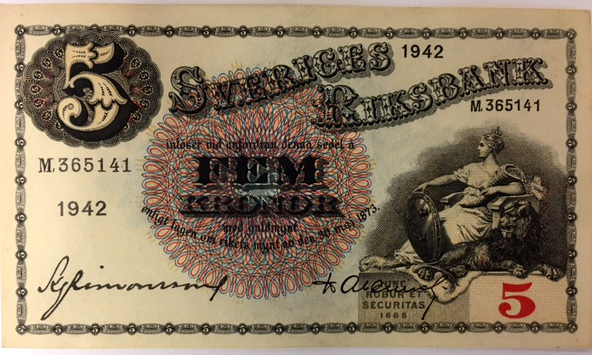 5
SVERIGES
1942
RIKSBANK
M. 365141
M. 365141
inlöser vid anfordran denna sedel å
FEM
KRONOR
1942
med guldmynt
enligt lagen om rikets mynt av den 30 maj 1873.
HINC
ROBUR ET
SECURITAS
1668
5